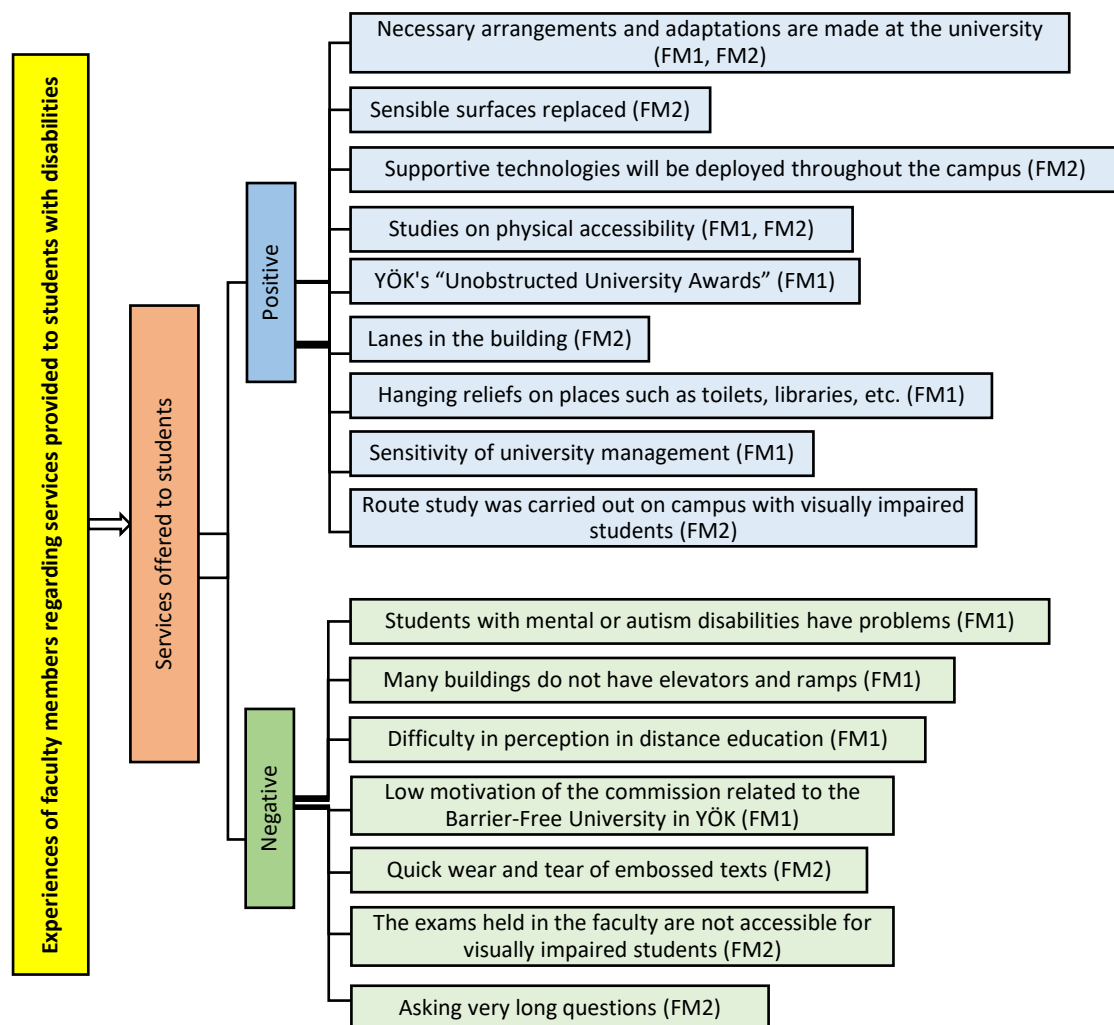 Experiences of faculty members regarding services provided to students with disabilities
Services offered to students
Positive
Necessary arrangements and adaptations are made at the university
(FM1, FM2)
Sensible surfaces replaced (FM2)
Supportive technologies will be deployed throughout the campus (FM2)
Studies on physical accessibility (FM1, FM2)
YÖK's “Unobstructed University Awards” (FM1)
Lanes in the building (FM2)
Hanging reliefs on places such as toilets, libraries, etc. (FM1)
Sensitivity of university management (FM1)
Route study was carried out on campus with visually impaired
students (FM2)
Negative
Students with mental or autism disabilities have problems (FM1)
Many buildings do not have elevators and ramps (FM1)
Difficulty in perception in distance education (FM1)
Low motivation of the commission related to the
Barrier-Free University in YÖK (FM1)
Quick wear and tear of embossed texts (FM2)
The exams held in the faculty are not accessible for
visually impaired students (FM2)
Asking very long questions (FM2)